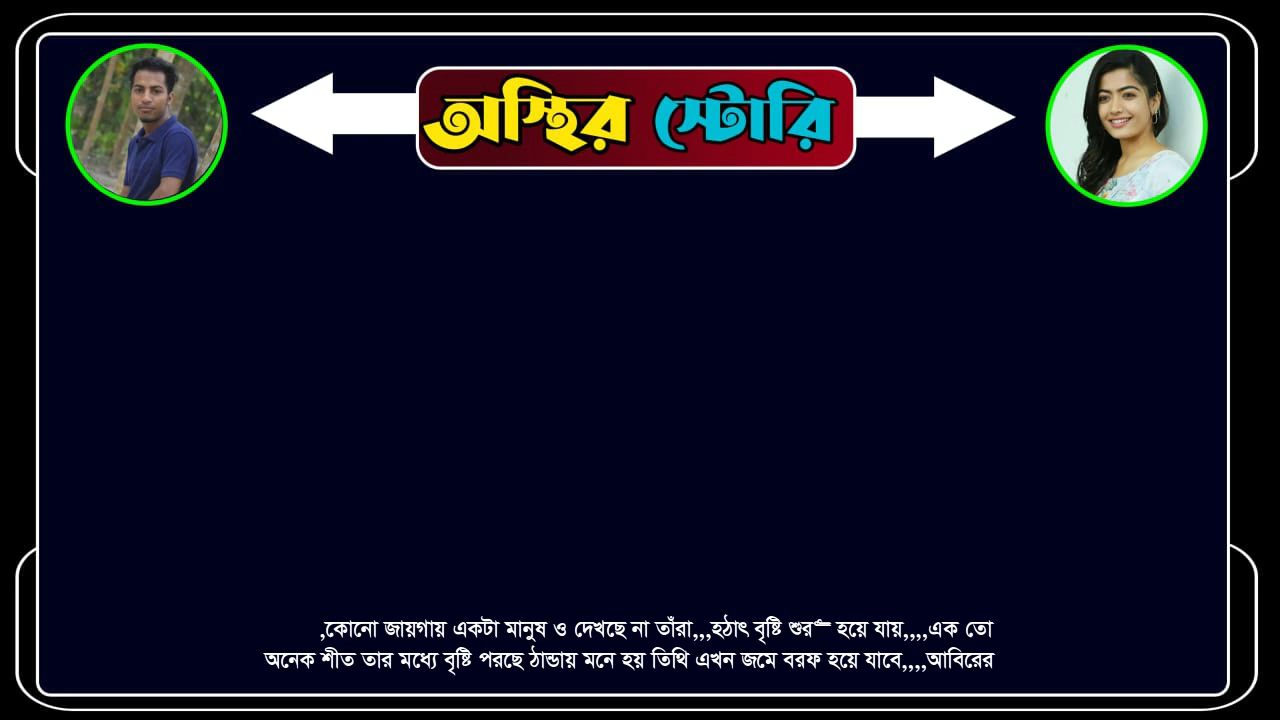 অস্থির স্টোরি
,কোনো জায়গায় একটা মানুষ ও দেখছে না তাঁরা,,,হঠাৎ বৃষ্টি শুরু হয়ে যায়,,,,এক তো
অনেক শীত তার মধ্যে বৃষ্টি পরছে ঠান্ডায় মনে হয় তিথি এখন জমে বরফ হয়ে যাবে,,,,আবিরের